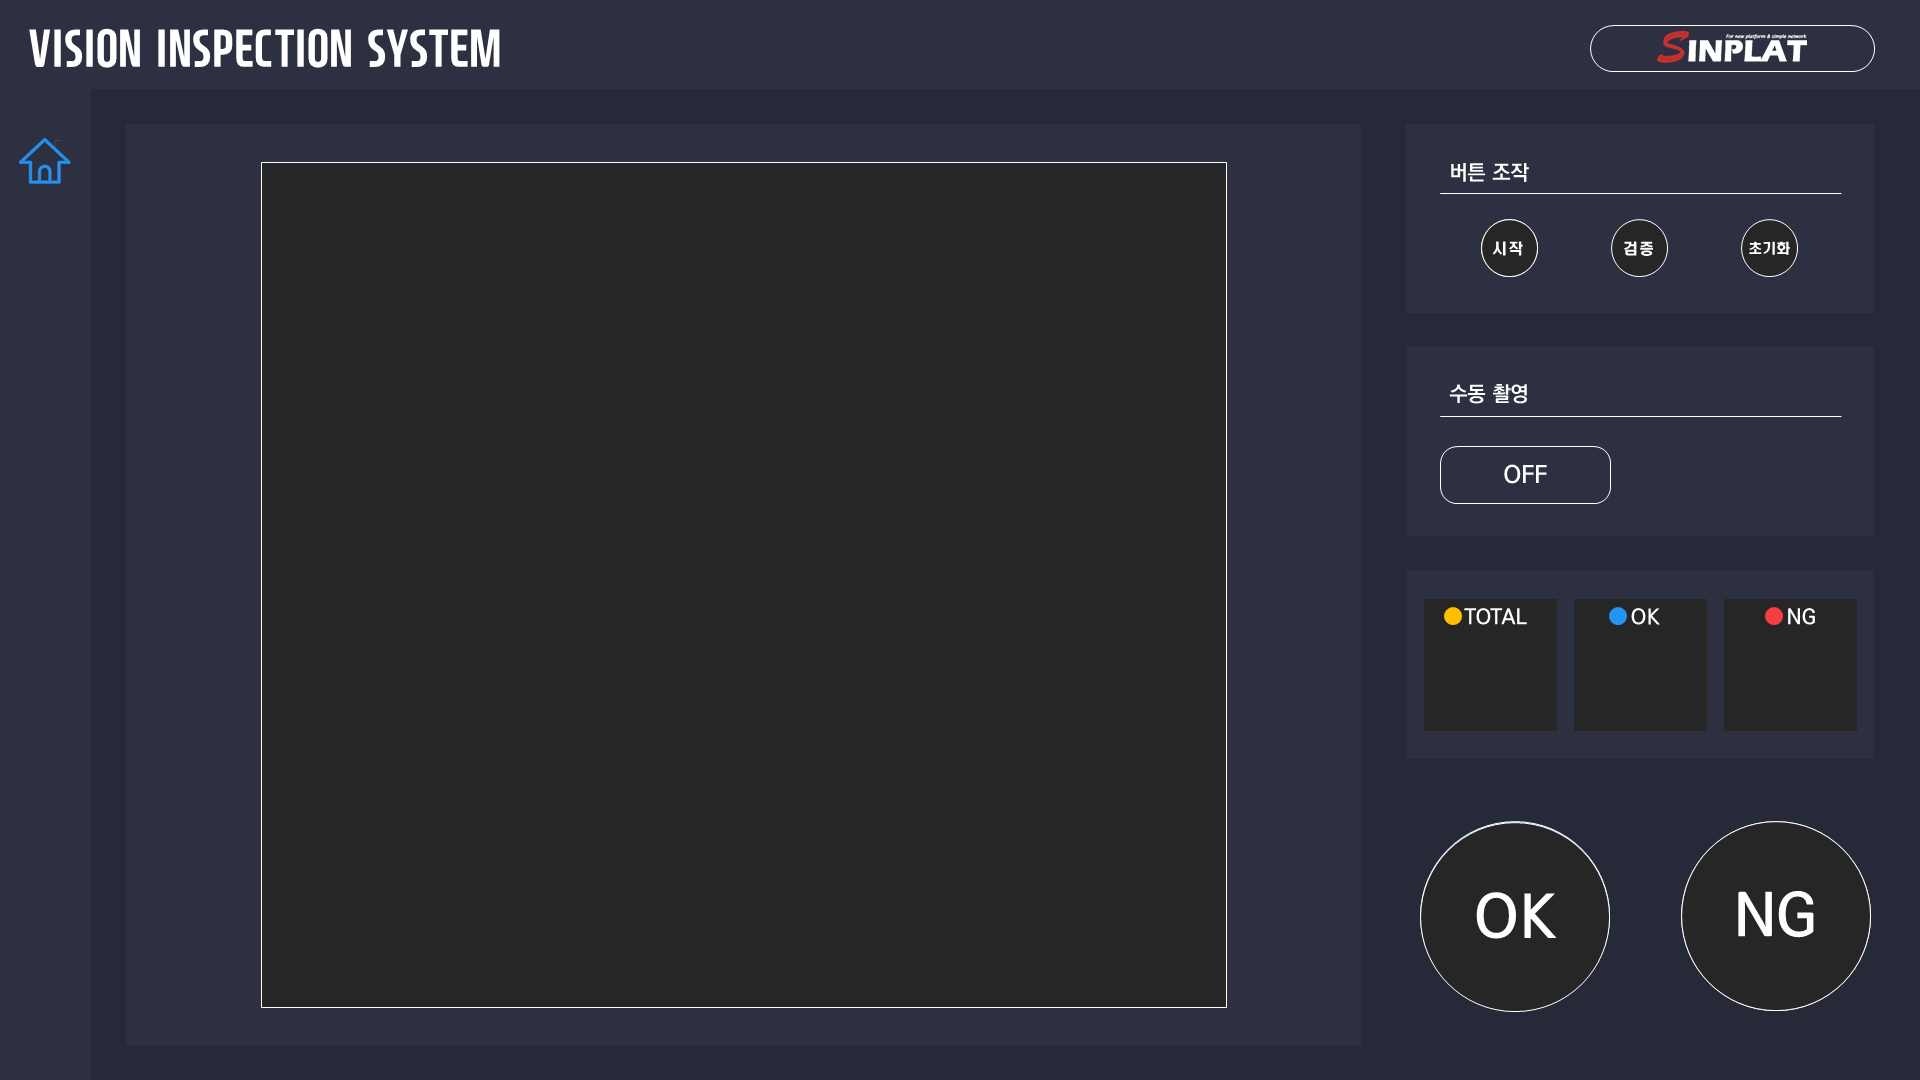 VISION INSPECTION SYSTEM
For new platform & simple network
SINPLAT
버튼 조작
시작
검증
초기화
수동 촬영
OFF
TOTAL
OK
NG
OK
NG